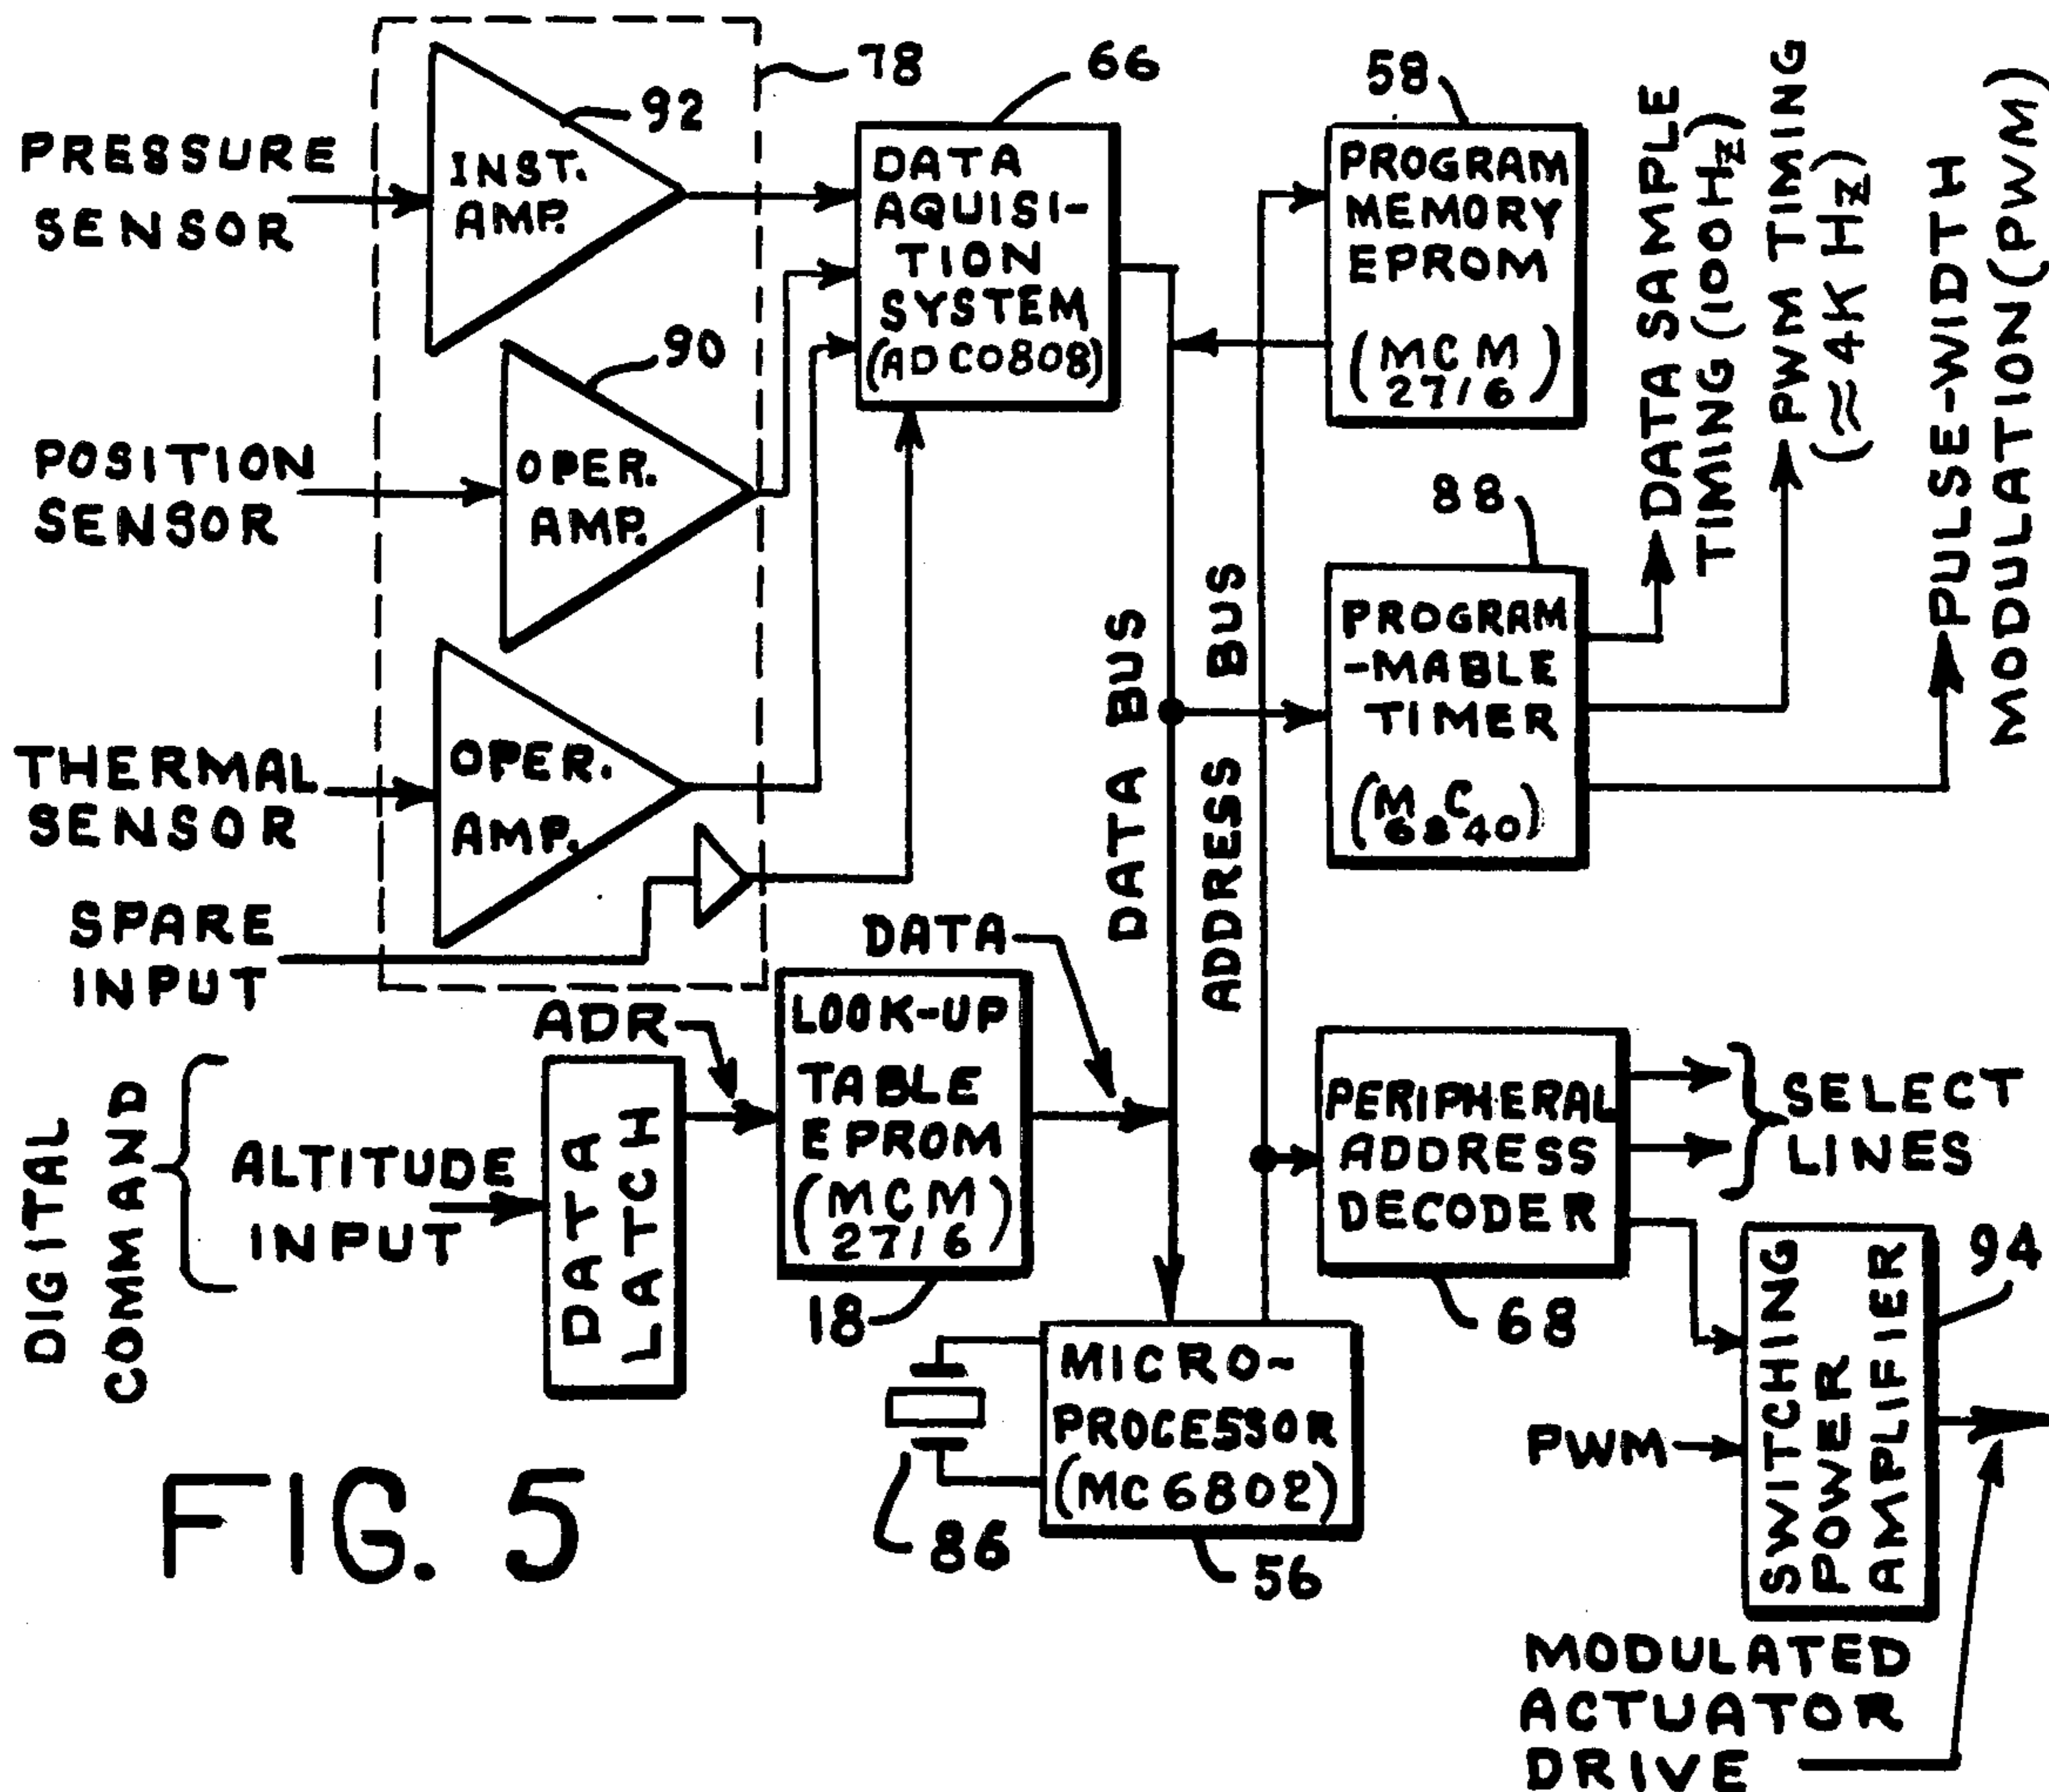 PRESSURE
SENSOR
92
INST.
AMP.
78
66
DATA
AQUISI-
TION
SYSTEM
(ADC0808)
58
PROGRAM
MEMORY
EPROM
(MCM
2716)
DATA SAMPLE
TIMING (100Hz)
PWM TIMING
(≈4KHz)
PULSE-WIDTH
MODULATION(PWM)
POSITION
SENSOR
90
OPER.
AMP.
88
PROGRAM
-MABLE
TIMER
(MC
6840)
DATA BUS
ADDRESS BUS
THERMAL
SENSOR
OPER.
AMP.
SPARE
INPUT
DATA
ADR
LOOK-UP
TABLE
EPROM
(MCM
2716)
18
DIGITAL
COMMAND
ALTITUDE
INPUT
DATA
LATCH
PERIPHERAL
ADDRESS
DECODER
68
SELECT
LINES
MICRO-
PROCESSOR
(MC6802)
86
56
PWM
SWITCHING
POWER
AMPLIFIER
94
MODULATED
ACTUATOR
DRIVE
FIG. 5